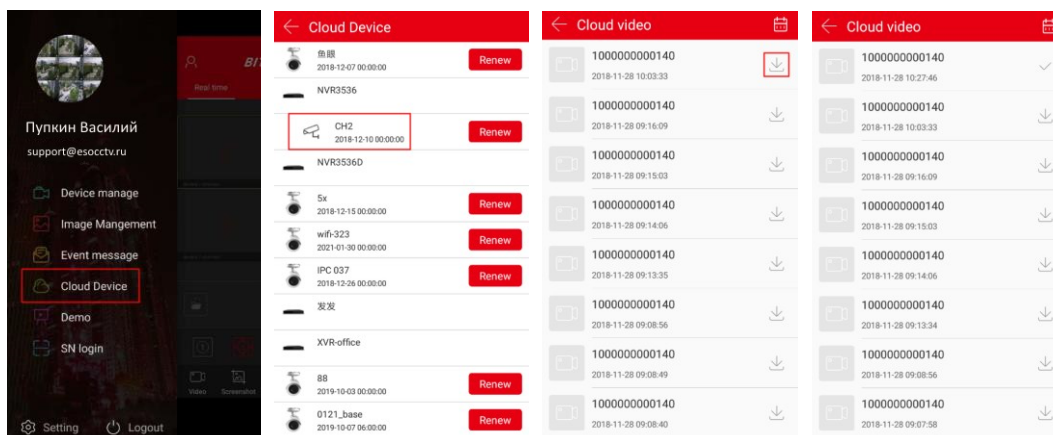 BIT
Real time
Пупкин Василий
support@esocctv.ru
Device manage
Image Mangement
Event message
Cloud Device
Demo
SN login
Video
Screenshot
Setting
Logout
Cloud Device
鱼眼
2018-12-07 00:00:00
Renew
NVR3536
CH2
2018-12-10 00:00:00
Renew
NVR3536D
5x
2018-12-15 00:00:00
Renew
wifi-323
2021-01-30 00:00:00
Renew
IPC 037
2018-12-26 00:00:00
Renew
发发
XVR-office
88
2019-10-03 00:00:00
Renew
0121_base
2019-10-07 06:00:00
Renew
Cloud video
1000000000140
2018-11-28 10:03:33
1000000000140
2018-11-28 09:16:09
1000000000140
2018-11-28 09:15:03
1000000000140
2018-11-28 09:14:06
1000000000140
2018-11-28 09:13:35
1000000000140
2018-11-28 09:08:56
1000000000140
2018-11-28 09:08:49
1000000000140
2018-11-28 09:08:40
Cloud video
1000000000140
2018-11-28 10:27:46
1000000000140
2018-11-28 10:03:33
1000000000140
2018-11-28 09:16:09
1000000000140
2018-11-28 09:15:03
1000000000140
2018-11-28 09:14:06
1000000000140
2018-11-28 09:13:34
1000000000140
2018-11-28 09:08:56
1000000000140
2018-11-28 09:07:58